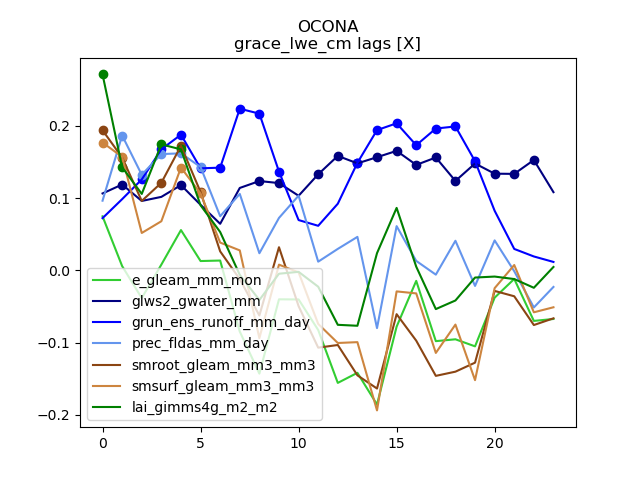 OCONA
grace_lwe_cm lags [X]
0.2
0.1
0.0
−0.1
−0.2
e_gleam_mm_mon
glws2_gwater_mm
grun_ens_runoff_mm_day
prec_fldas_mm_day
smroot_gleam_mm3_mm3
smsurf_gleam_mm3_mm3
lai_gimms4g_m2_m2
0 5 10 15 20